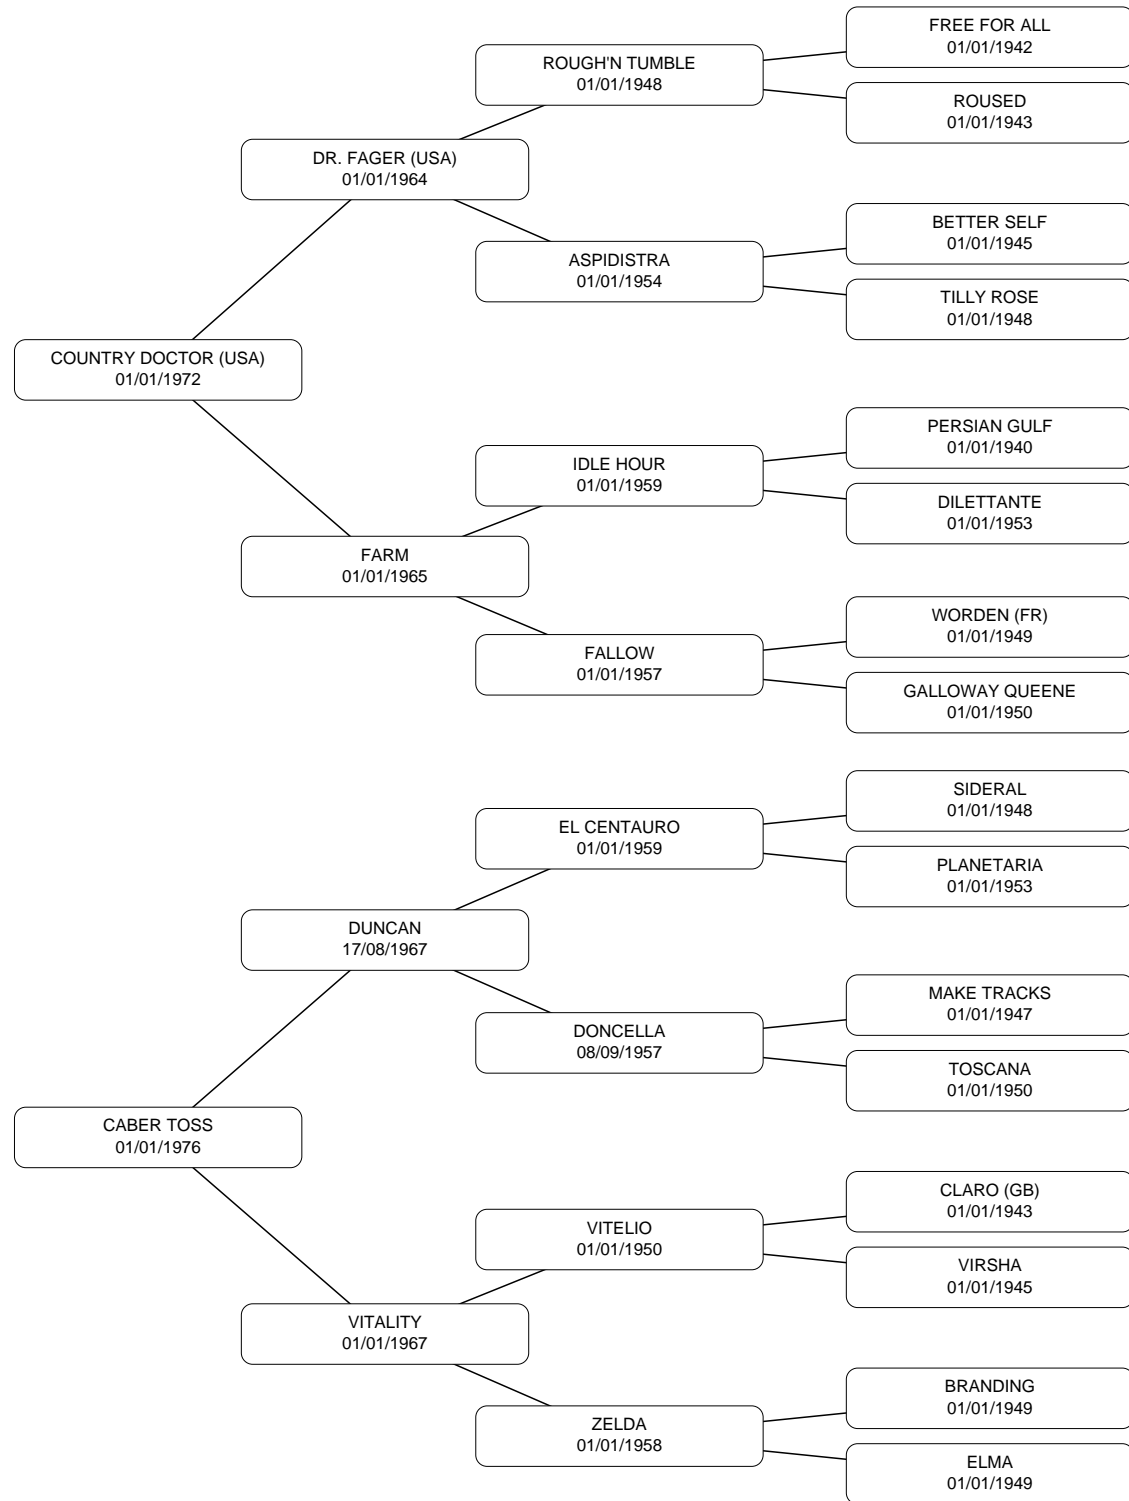 FREE FOR ALL
01/01/1942
ROUGH'N TUMBLE
01/01/1948
ROUSED
01/01/1943
DR. FAGER (USA)
01/01/1964
BETTER SELF
01/01/1945
ASPIDISTRA
01/01/1954
TILLY ROSE
01/01/1948
COUNTRY DOCTOR (USA)
01/01/1972
PERSIAN GULF
01/01/1940
IDLE HOUR
01/01/1959
DILETTANTE
01/01/1953
FARM
01/01/1965
WORDEN (FR)
01/01/1949
FALLOW
01/01/1957
GALLOWAY QUEENE
01/01/1950
SIDERAL
01/01/1948
EL CENTAURO
01/01/1959
PLANETARIA
01/01/1953
DUNCAN
17/08/1967
MAKE TRACKS
01/01/1947
DONCELLA
08/09/1957
TOSCANA
01/01/1950
CABER TOSS
01/01/1976
CLARO (GB)
01/01/1943
VITELIO
01/01/1950
VIRSHA
01/01/1945
VITALITY
01/01/1967
BRANDING
01/01/1949
ZELDA
01/01/1958
ELMA
01/01/1949